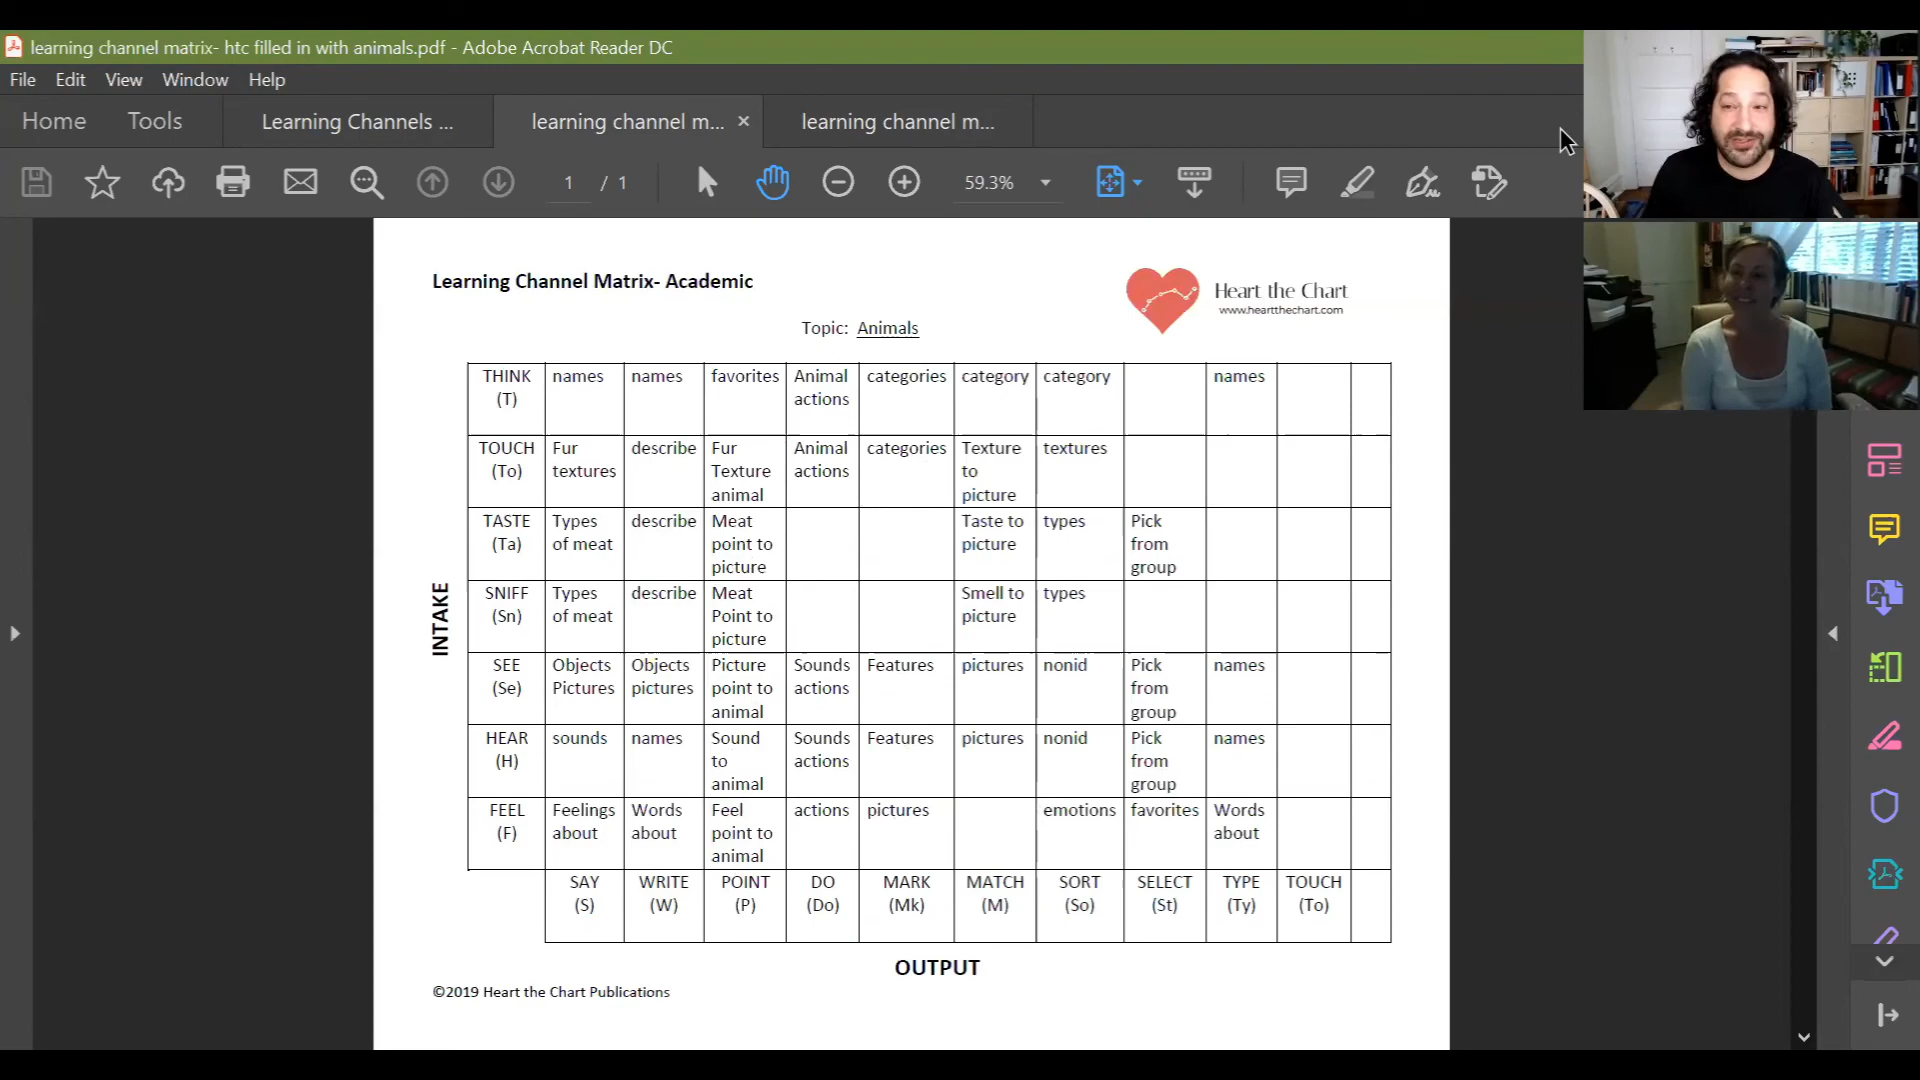 learning channel matrix- htc filled in with animals.pdf - Adobe Acrobat Reader DC
File Edit View Window Help
Home Tools Learning Channels ... learning channel m... × learning channel m...
1 / 1 59.3%
Learning Channel Matrix- Academic
Heart the Chart
www.heartthechart.com
Topic: Animals
THINK names names favorites Animal categories category category names
(T) actions
TOUCH Fur describe Fur Animal categories Texture textures
(To) textures Texture actions to
animal picture
TASTE Types describe Meat Taste to types Pick
(Ta) of meat point to picture from
picture group
SNIFF Types describe Meat Smell to types
(Sn) of meat Point to picture
picture
SEE Objects Objects Picture Sounds Features pictures nonid Pick names
(Se) Pictures pictures point to actions from
animal group
HEAR sounds names Sound Sounds Features pictures nonid Pick names
(H) to actions from
animal group
FEEL Feelings Words Feel actions pictures emotions favorites Words
(F) about about point to about
animal
SAY WRITE POINT DO MARK MATCH SORT SELECT TYPE TOUCH
(S) (W) (P) (Do) (Mk) (M) (So) (St) (Ty) (To)
INTAKE
OUTPUT
©2019 Heart the Chart Publications